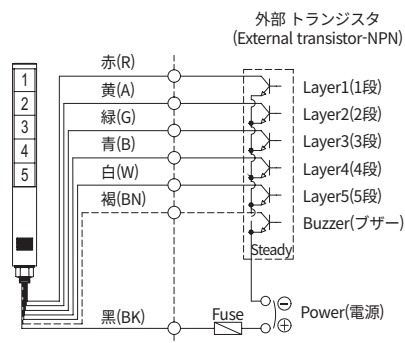 外部 トランジスタ
(External transistor-NPN)
赤(R)
黄(A)
緑(G)
青(B)
白(W)
褐(BN)
黑(BK)
1
2
3
4
5
Layer1(1段)
Layer2(2段)
Layer3(3段)
Layer4(4段)
Layer5(5段)
Buzzer(ブザー)
Steady
Fuse
Power(電源)
⊖
⊕